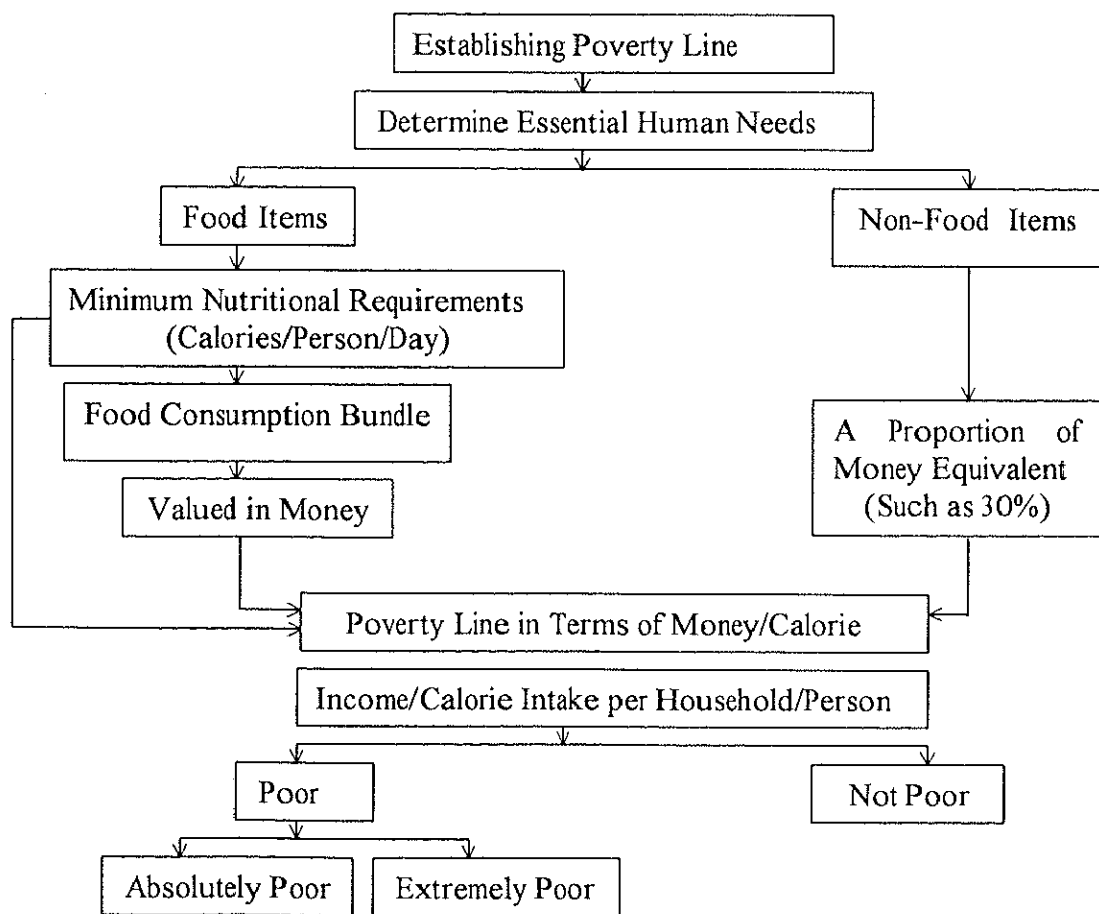 Establishing Poverty Line
Determine Essential Human Needs
Food Items
Non-Food Items
Minimum Nutritional Requirements
(Calories/Person/Day)
Food Consumption Bundle
A Proportion of
Money Equivalent
(Such as 30%)
Valued in Money
Poverty Line in Terms of Money/Calorie
Income/Calorie Intake per Household/Person
Poor
Not Poor
Absolutely Poor
Extremely Poor